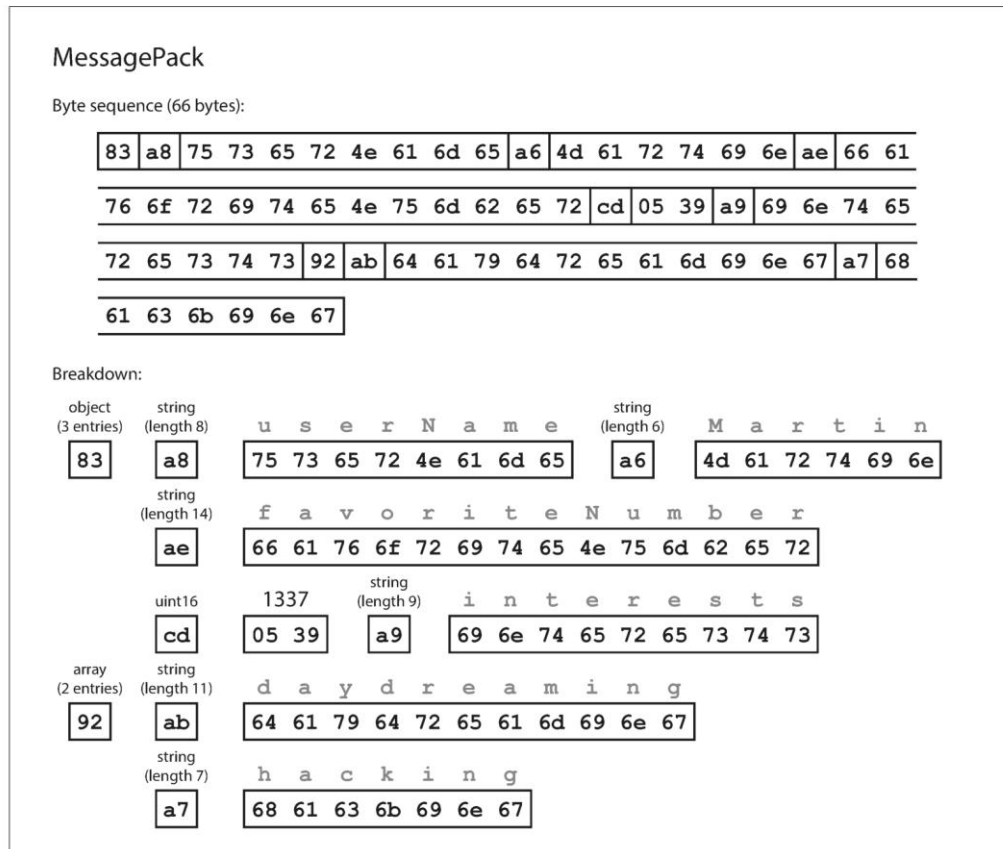 MessagePack
Byte sequence (66 bytes):
83 a8 75 73 65 72 4e 61 6d 65 a6 4d 61 72 74 69 6e ae 66 61
76 6f 72 69 74 65 4e 75 6d 62 65 72 cd 05 39 a9 69 6e 74 65
72 65 73 74 73 92 ab 64 61 79 64 72 65 61 6d 69 6e 67 a7 68
61 63 6b 69 6e 67
Breakdown:
object string string
(3 entries) (length 8) u s e r N a m e (length 6) M a r t i n
83 a8 75 73 65 72 4e 61 6d 65 a6 4d 61 72 74 69 6e
string
(length 14) f a v o r i t e N u m b e r
ae 66 61 76 6f 72 69 74 65 4e 75 6d 62 65 72
string
uint16 1337 (length 9) i n t e r e s t s
cd 05 39 a9 69 6e 74 65 72 65 73 74 73
array string
(2 entries) (length 11) d a y d r e a m i n g
92 ab 64 61 79 64 72 65 61 6d 69 6e 67
string
(length 7) h a c k i n g
a7 68 61 63 6b 69 6e 67